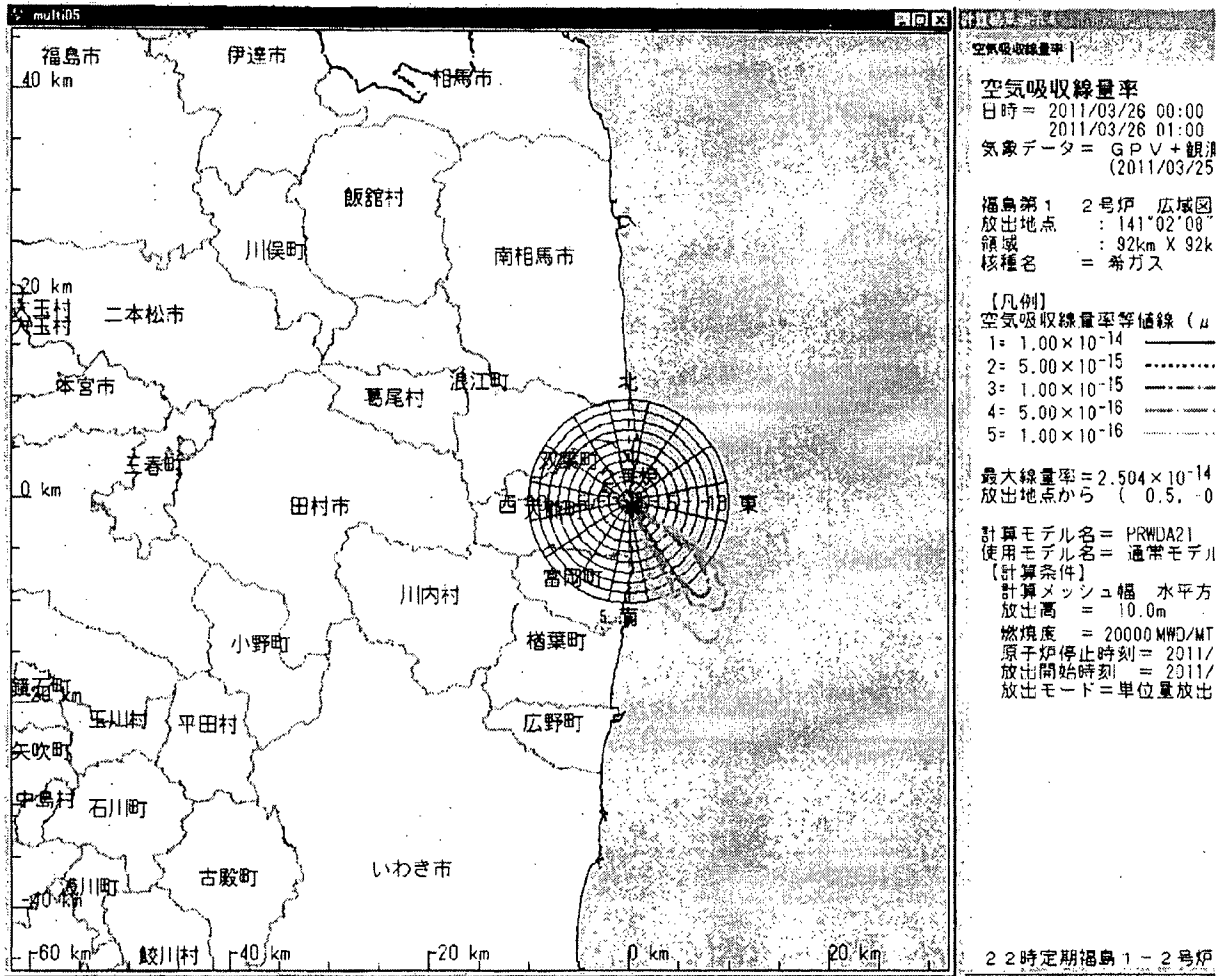 multi05
福島市
伊達市
相馬市
40 km
飯舘村
川俣町
南相馬市
20 km
大玉村
二本松市
本宮市
葛尾村
浪江町
北
三春町
双葉町
0 km
田村市
西
東
富岡町
川内村
南
小野町
楢葉町
鏡石町
玉川村
平田村
広野町
矢吹町
中島村
石川町
古殿町
いわき市
浅川町
-40 km
-60 km
鮫川村
-40 km
20 km
0 km
20 km
空気吸収線量率
空気吸収線量率
日時= 2011/03/26 00:00
2011/03/26 01:00
気象データ= GPV+観測
(2011/03/25
福島第1 2号炉 広域図
放出地点 : 141°02'08"
領域 : 92km X 92k
核種名 = 希ガス
【凡例】
空気吸収線量率等値線 (μ
1= 1.00×10⁻¹⁴
2= 5.00×10⁻¹⁵
3= 1.00×10⁻¹⁵
4= 5.00×10⁻¹⁶
5= 1.00×10⁻¹⁶
最大線量率=2.504×10⁻¹⁴
放出地点から ( 0.5, -0
計算モデル名= PRWDA21
使用モデル名= 通常モデル
【計算条件】
計算メッシュ幅 水平方
放出高 = 10.0m
燃焼度 = 20000MWD/MT
原子炉停止時刻= 2011/
放出開始時刻 = 2011/
放出モード=単位量放出
22時定期福島1-2号炉